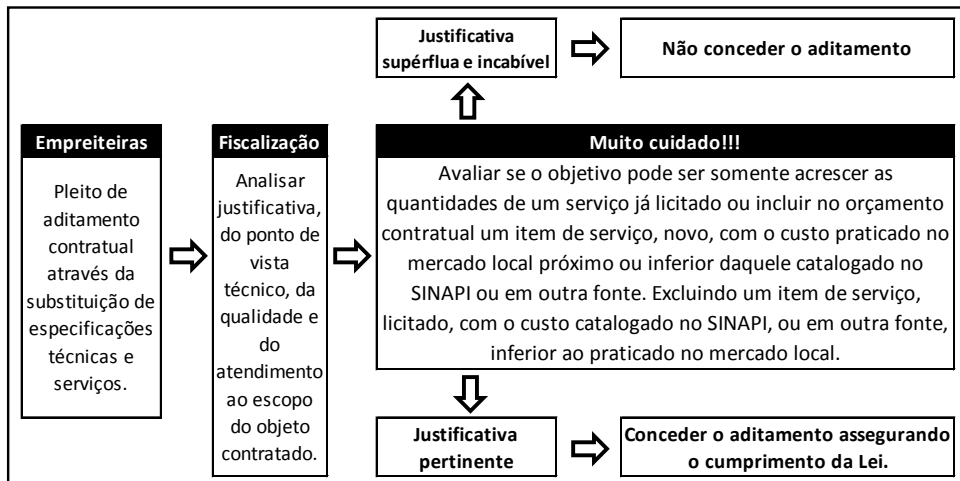 Justificativa
supérflua e incabível
Não conceder o aditamento
Empreiteiras
Pleito de
aditamento
contratual
através da
substituição de
especificações
técnicas e
serviços.
Fiscalização
Analisar
justificativa,
do ponto de
vista
técnico, da
qualidade e
do
atendimento
ao escopo
do objeto
contratado.
Muito cuidado!!!
Avaliar se o objetivo pode ser somente acrescer as
quantidades de um serviço já licitado ou incluir no orçamento
contratual um item de serviço, novo, com o custo praticado no
mercado local próximo ou inferior daquele catalogado no
SINAPI ou em outra fonte. Excluindo um item de serviço,
licitado, com o custo catalogado no SINAPI, ou em outra fonte,
inferior ao praticado no mercado local.
Justificativa
pertinente
Conceder o aditamento assegurando
o cumprimento da Lei.